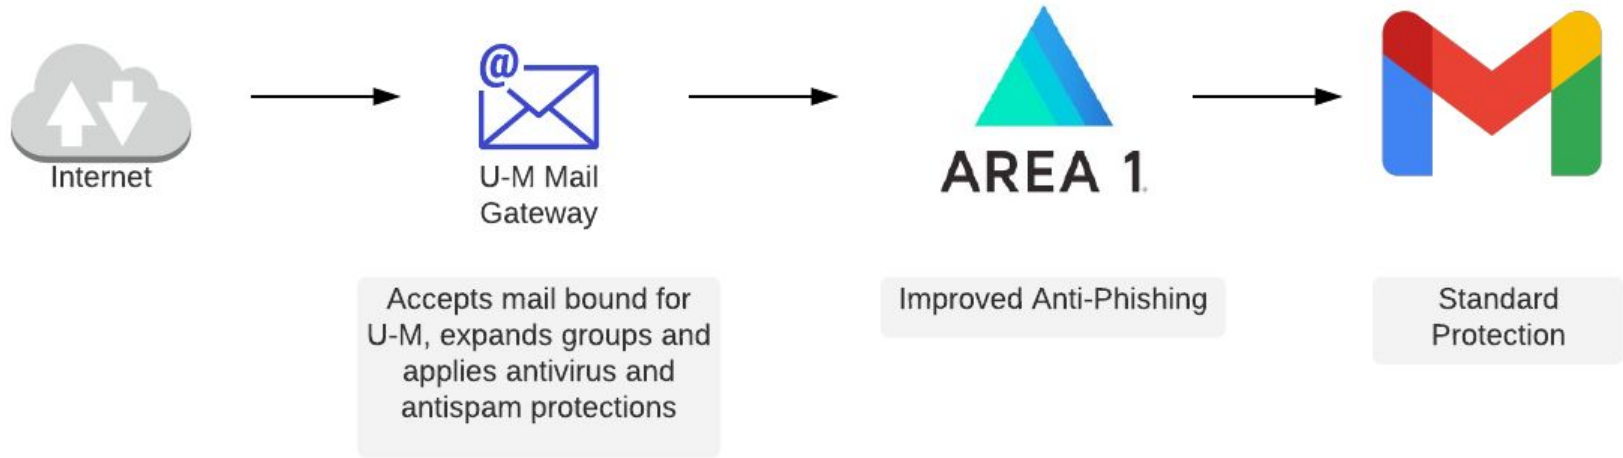 Internet
@
U-M Mail
Gateway
AREA 1
Accepts mail bound for
U-M, expands groups and
applies antivirus and
antispam protections
Improved Anti-Phishing
Standard
Protection